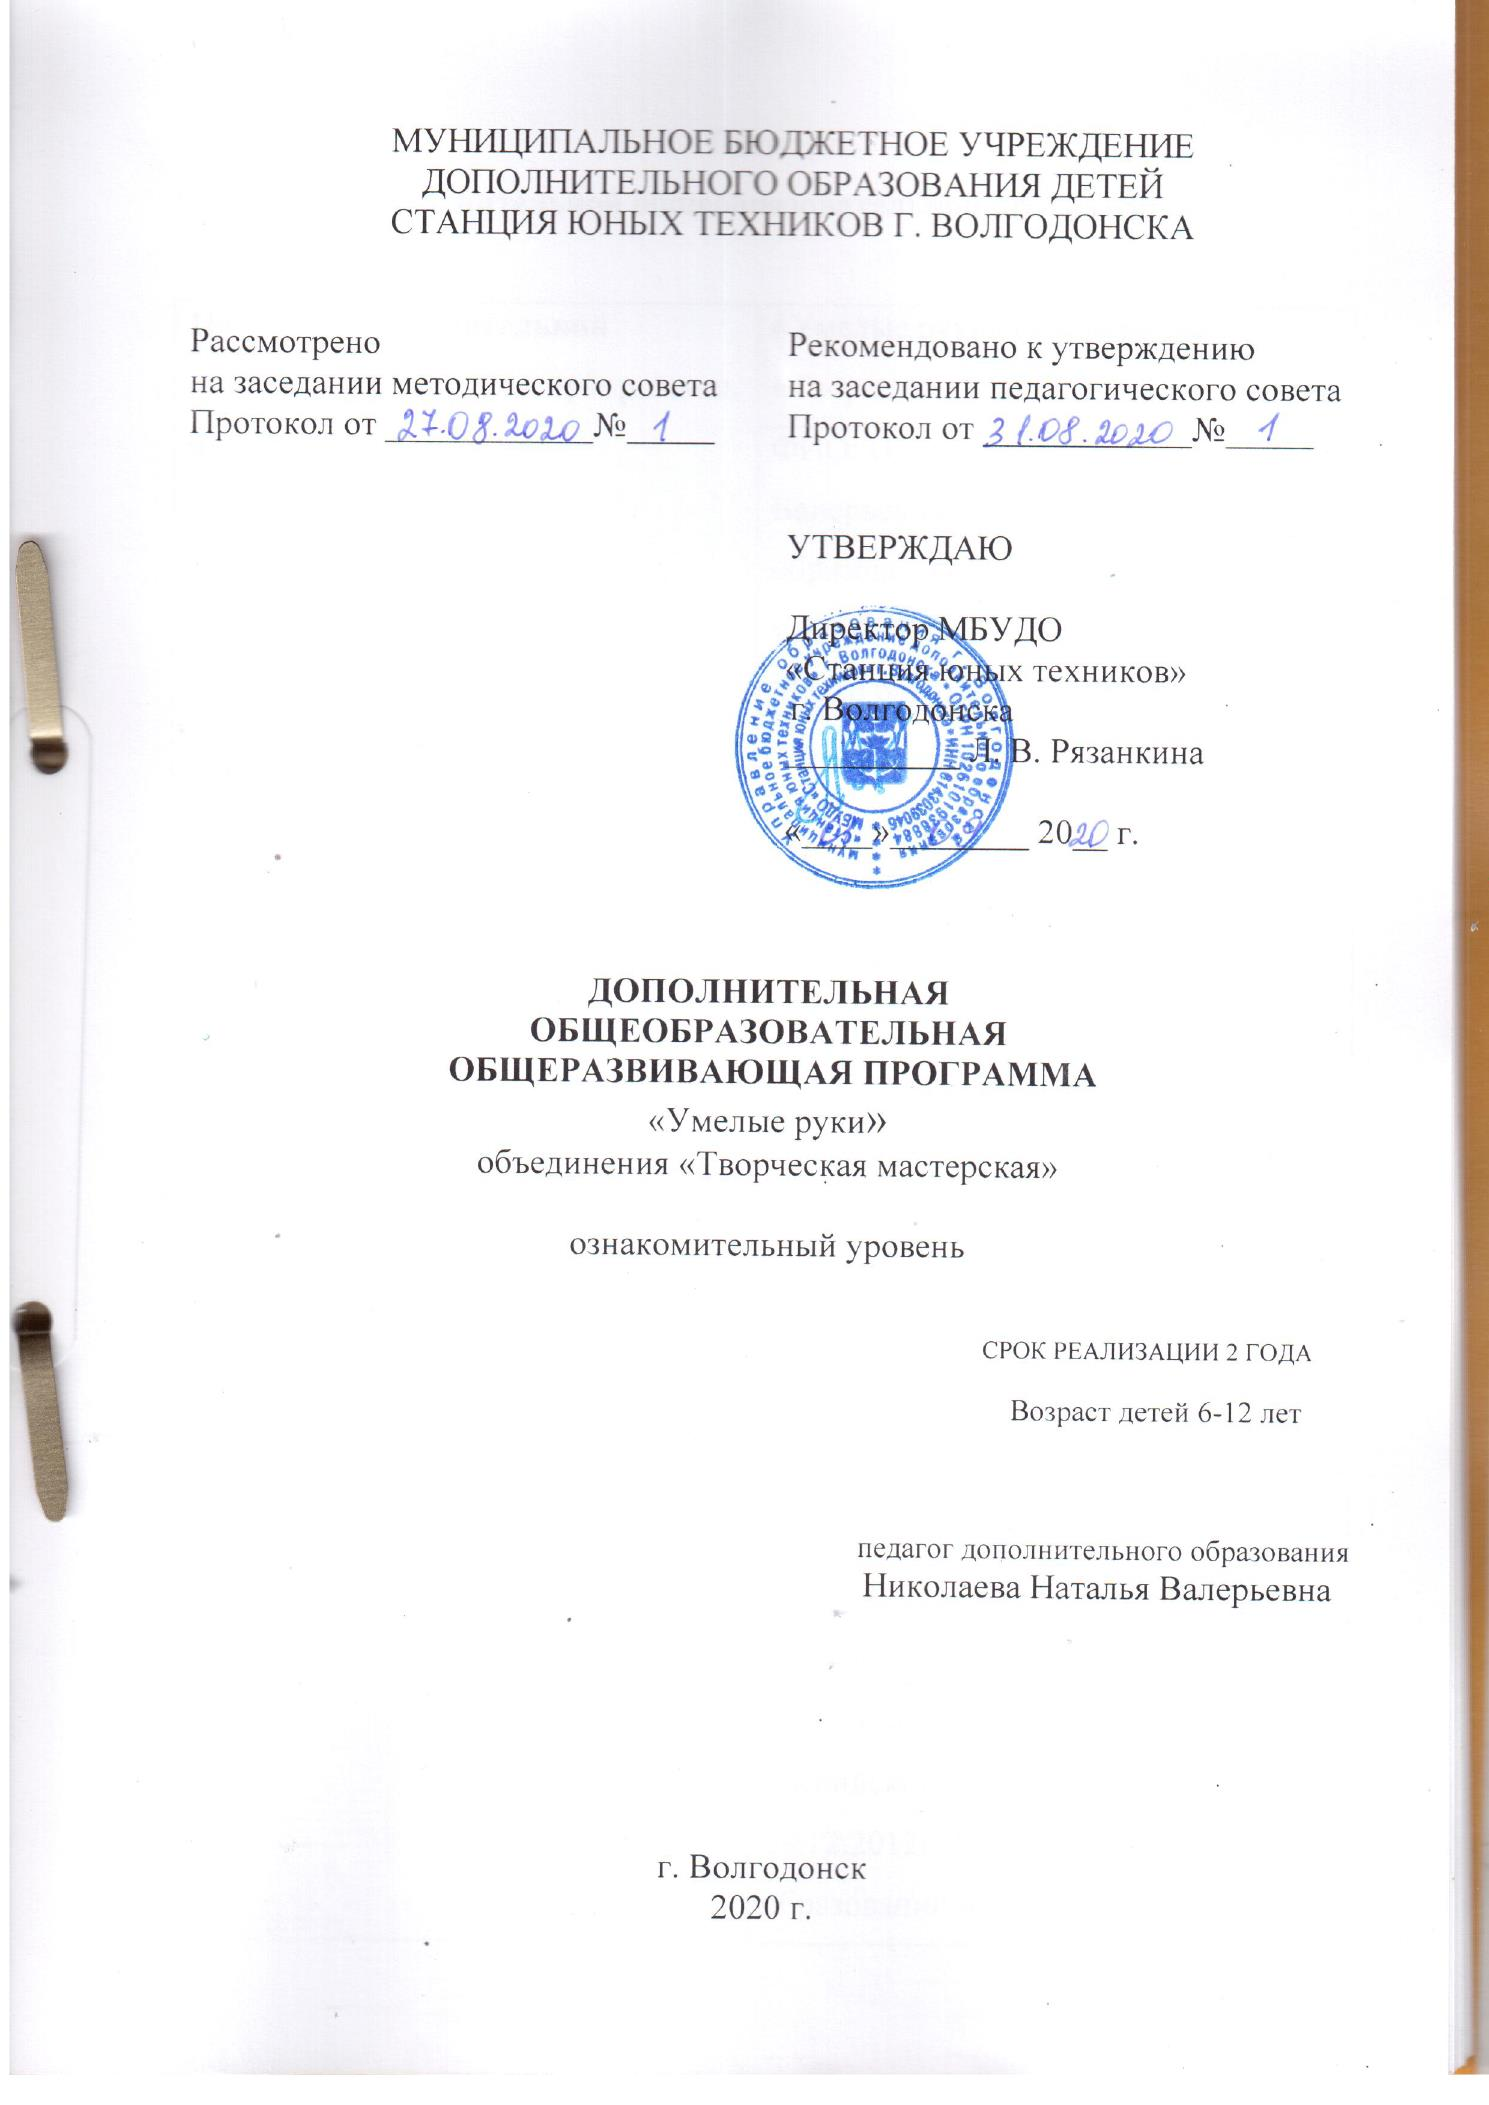 МУНИЦИПАЛЬНОЕ БЮДЖЕТНОЕ УЧРЕЖДЕНИЕ
ДОПОЛНИТЕЛЬНОГО ОБРАЗОВАНИЯ ДЕТЕЙ
СТАНЦИЯ ЮНЫХ ТЕХНИКОВ Г. ВОЛГОДОНСКА
Рассмотрено
на заседании методического совета
Протокол от 27.08.2020 № 1
Рекомендовано к утверждению
на заседании педагогического совета
Протокол от 31.08.2020 № 1
УТВЕРЖДАЮ
Директор МБУДО
«Станция юных техников»
г. Волгодонска
Л. В. Рязанкина
«____»________ 2020 г.
ДОПОЛНИТЕЛЬНАЯ
ОБЩЕОБРАЗОВАТЕЛЬНАЯ
ОБЩЕРАЗВИВАЮЩАЯ ПРОГРАММА
«Умелые руки»
объединения «Творческая мастерская»
ознакомительный уровень
СРОК РЕАЛИЗАЦИИ 2 ГОДА
Возраст детей 6-12 лет
педагог дополнительного образования
Николаева Наталья Валерьевна
г. Волгодонск
2020 г.